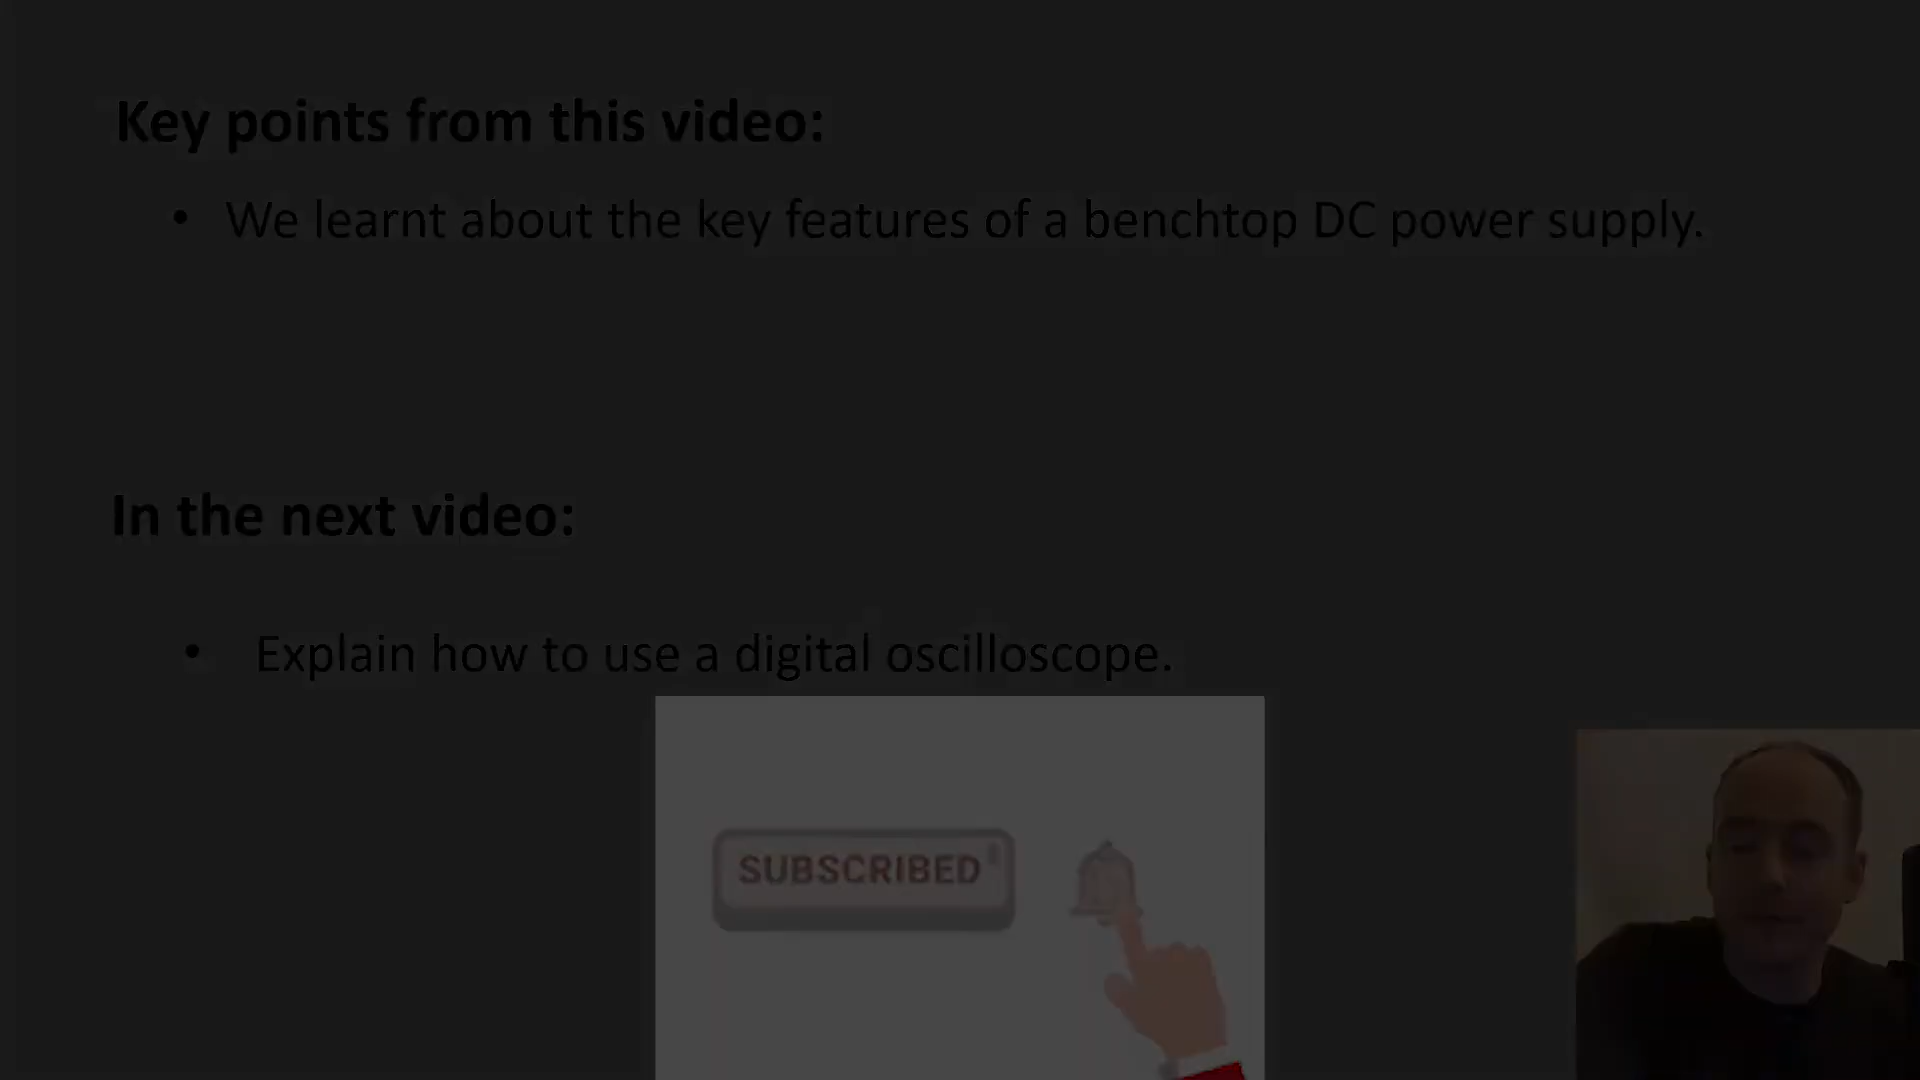 Key points from this video:
• We learnt about the key features of a benchtop DC power supply.
In the next video:
• Explain how to use a digital oscilloscope.
SUBSCRIBED